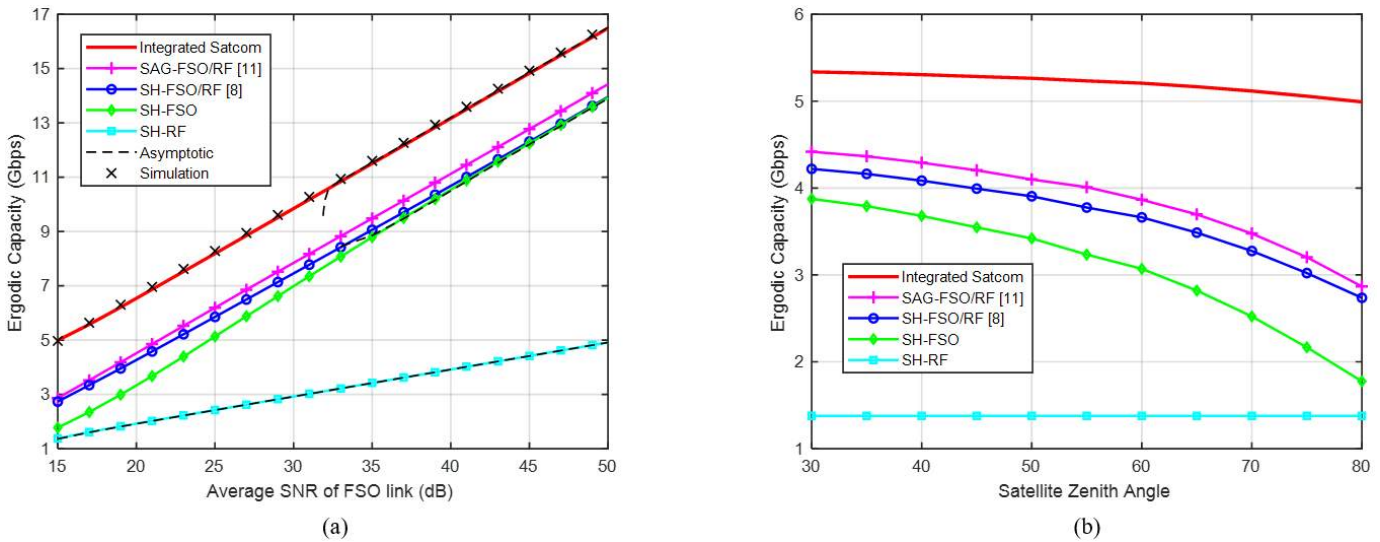 17
15
13
11
9
7
5
3
1
Ergodic Capacity (Gbps)
Integrated Satcom
SAG-FSO/RF [11]
SH-FSO/RF [8]
SH-FSO
SH-RF
Asymptotic
Simulation
15 20 25 30 35 40 45 50
Average SNR of FSO link (dB)
(a)
6
5
4
3
2
1
Ergodic Capacity (Gbps)
Integrated Satcom
SAG-FSO/RF [11]
SH-FSO/RF [8]
SH-FSO
SH-RF
30 40 50 60 70 80
Satellite Zenith Angle
(b)